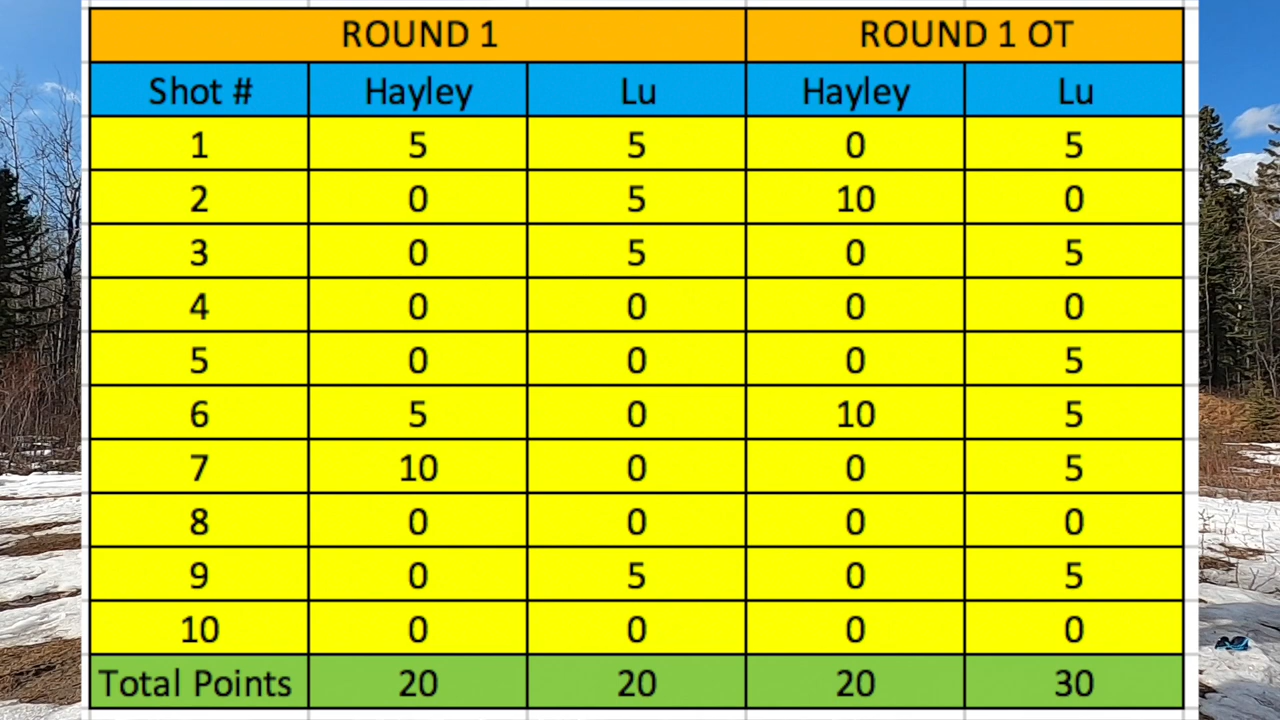 ROUND 1 ROUND 1 OT
Shot # Hayley Lu Hayley Lu
1 5 5 0 5
2 0 5 10 0
3 0 5 0 5
4 0 0 0 0
5 0 0 0 5
6 5 0 10 5
7 10 0 0 5
8 0 0 0 0
9 0 5 0 5
10 0 0 0 0
Total Points 20 20 20 30